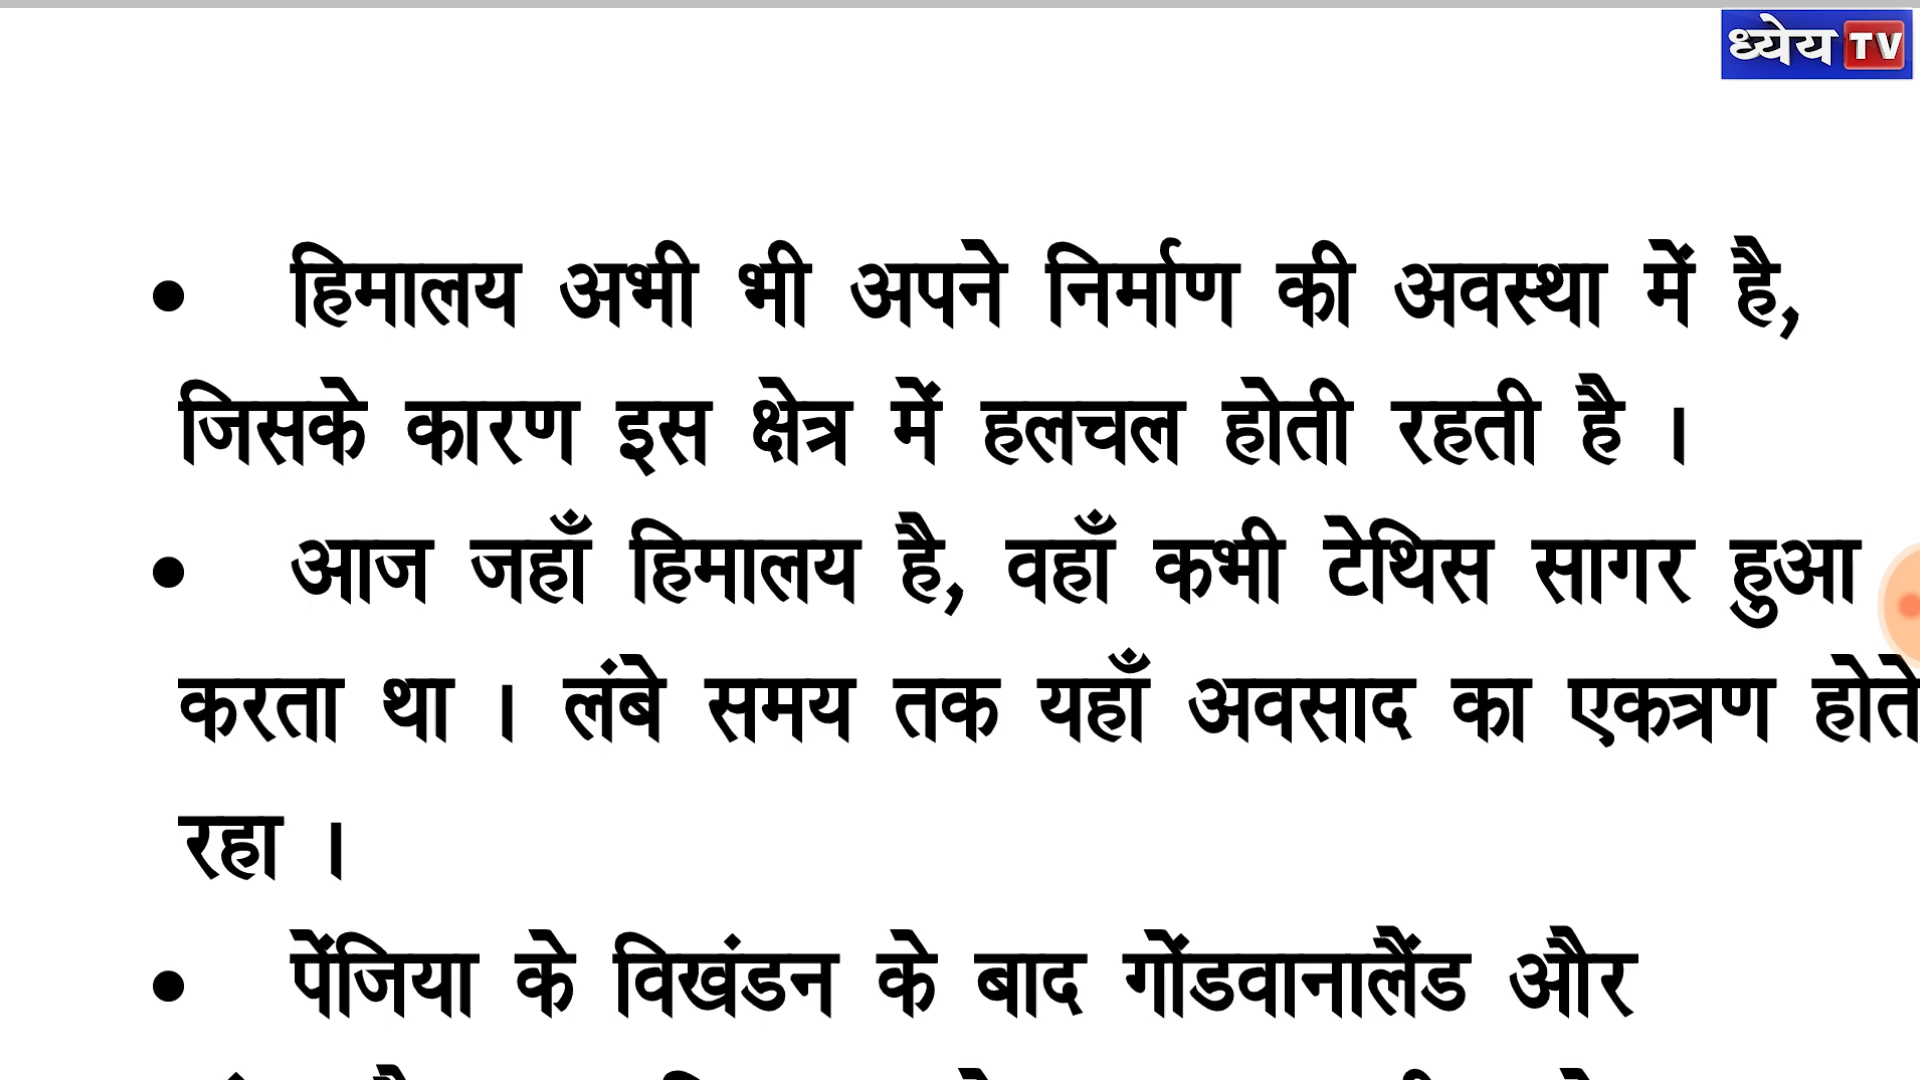 ध्येय TV
• हिमालय अभी भी अपने निर्माण की अवस्था में है,
जिसके कारण इस क्षेत्र में हलचल होती रहती है ।
• आज जहाँ हिमालय है, वहाँ कभी टेथिस सागर हुआ
करता था । लंबे समय तक यहाँ अवसाद का एकत्रण होते
रहा ।
• पेंजिया के विखंडन के बाद गोंडवानालैंड और